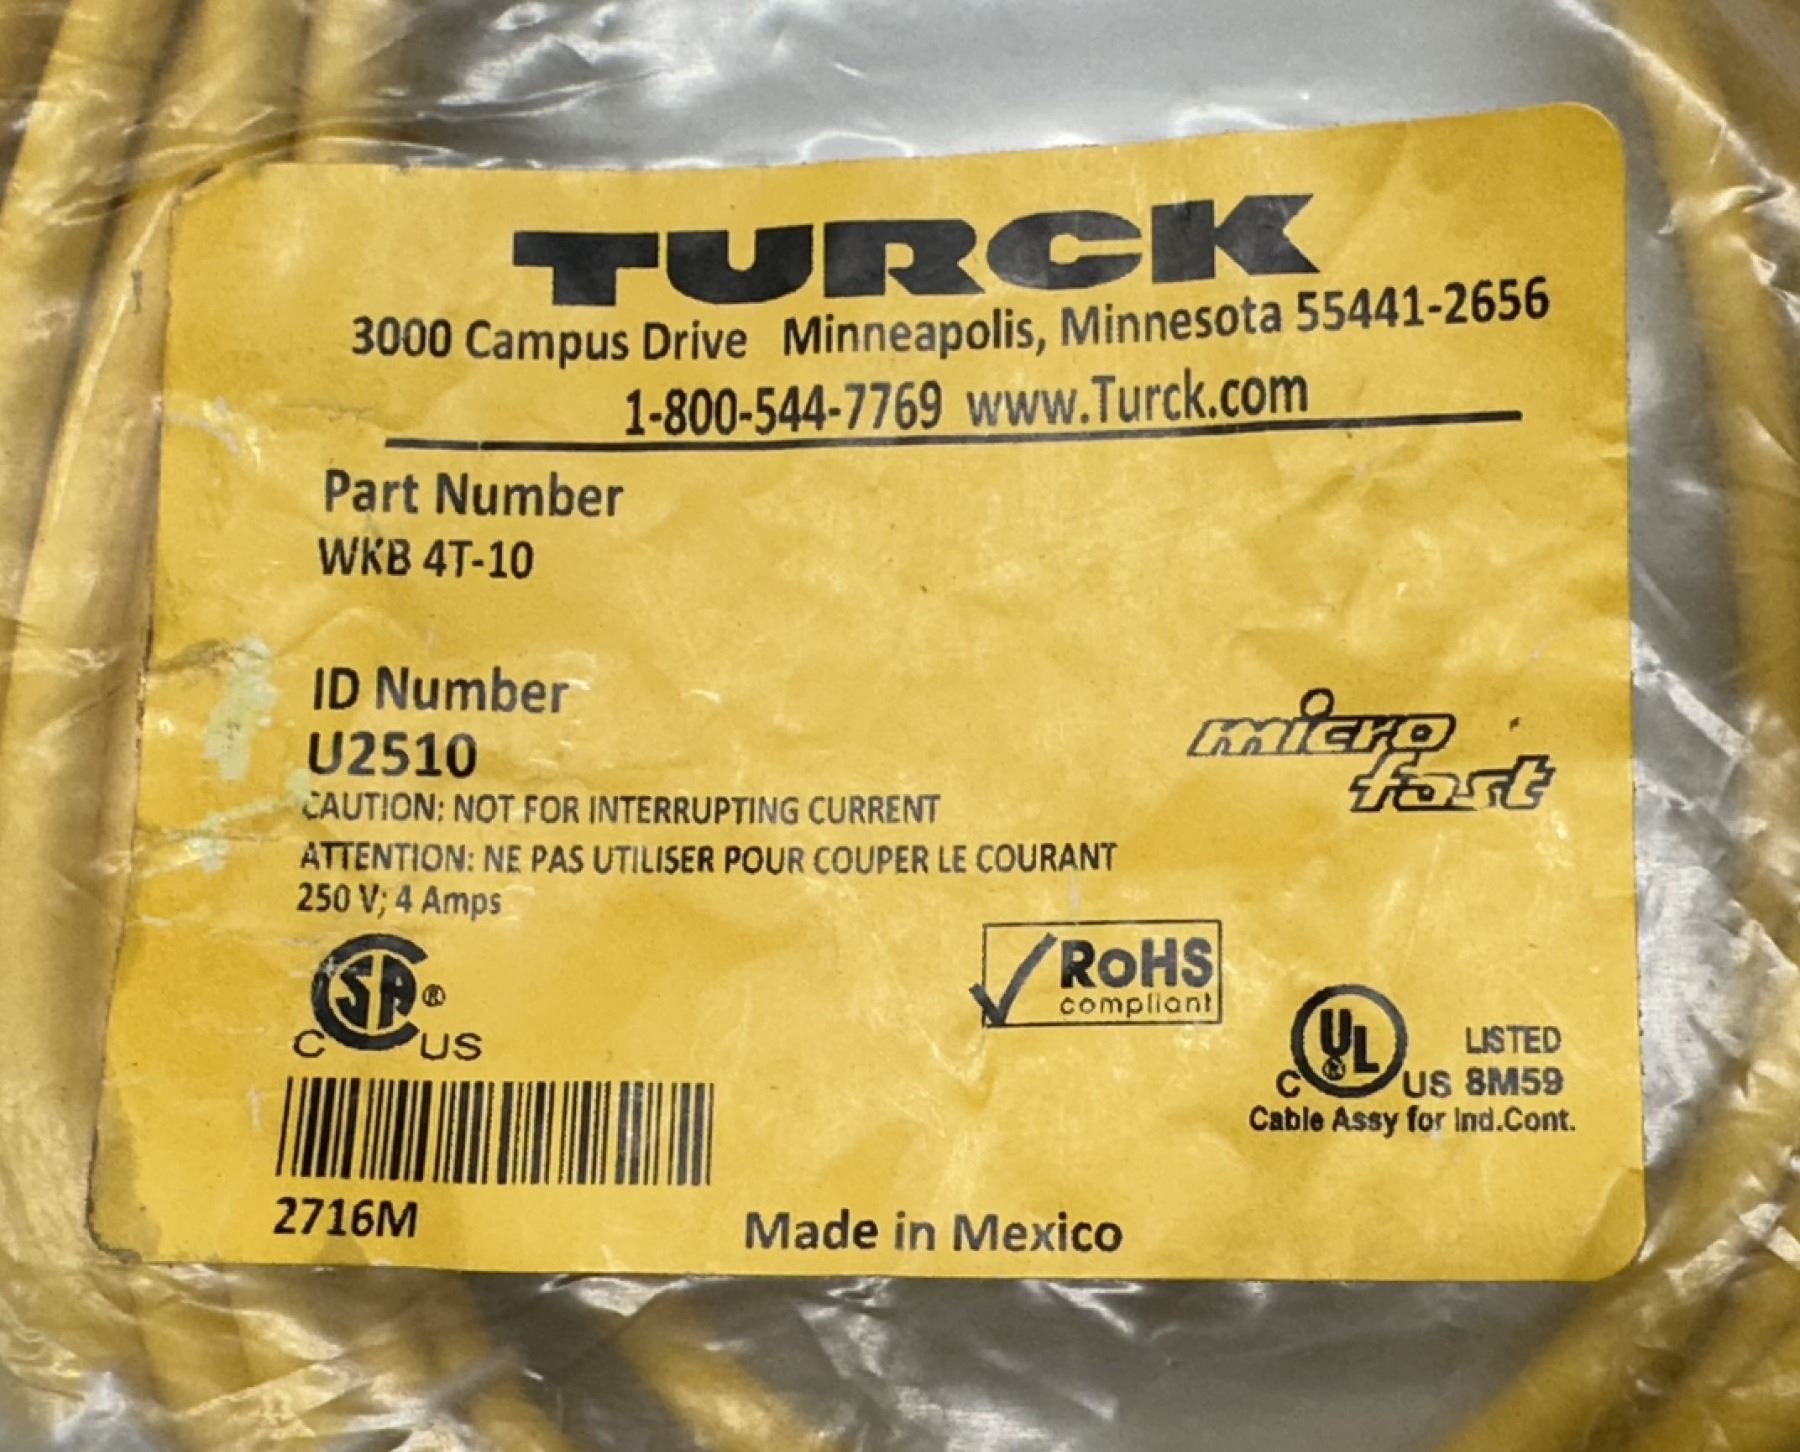 TURCK
3000 Campus Drive Minneapolis, Minnesota 55441-2656
1-800-544-7769 www.Turck.com
Part Number
WKB 4T-10
ID Number
U2510
micro
fast
CAUTION: NOT FOR INTERRUPTING CURRENT
ATTENTION: NE PAS UTILISER POUR COUPER LE COURANT
250 V; 4 Amps
CSA®
C US
RoHS
compliant
UL®
LISTED
C US 8M59
Cable Assy for Ind.Cont.
2716M
Made in Mexico